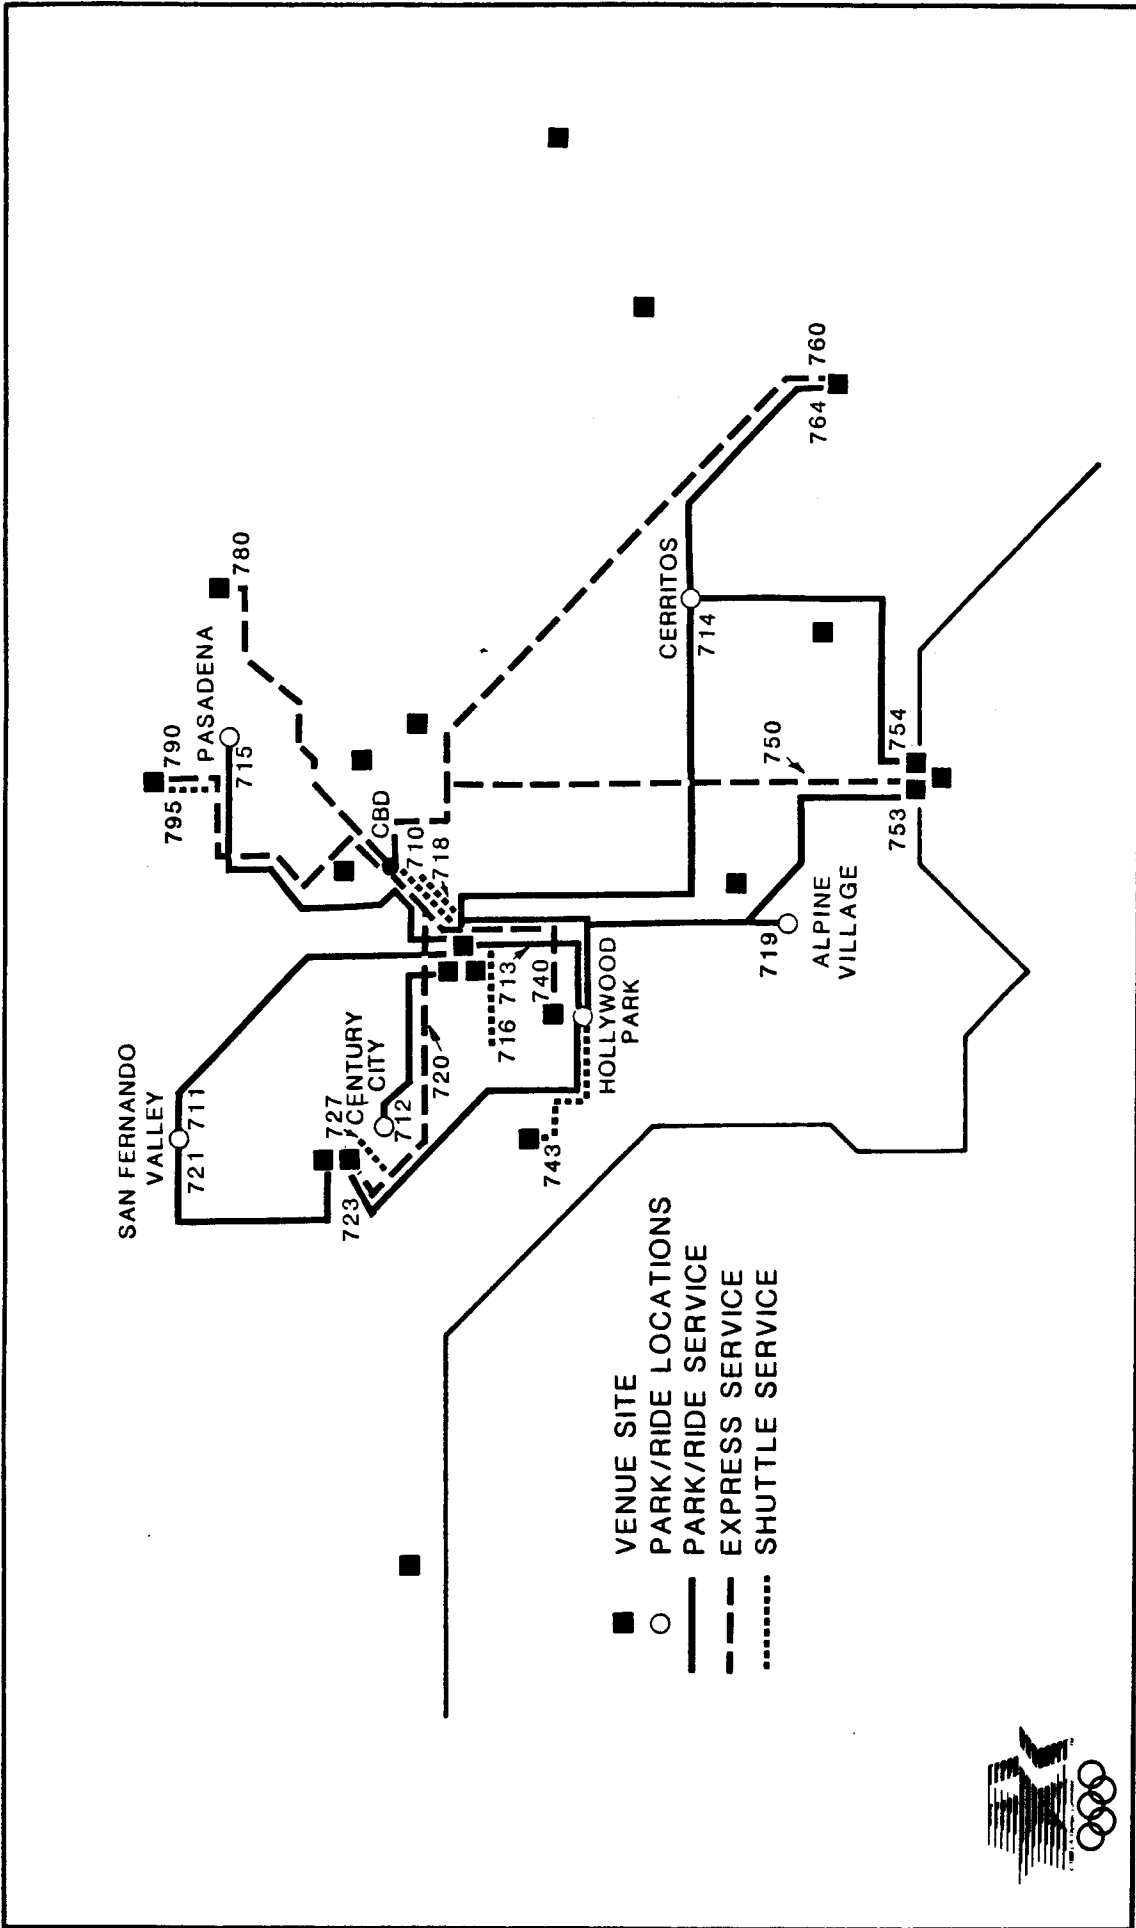 SAN FERNANDO
VALLEY
721
711
727
CENTURY
CITY
723
712
720
795
790
PASADENA
715
780
CBD
710
718
716
713
740
743
HOLLYWOOD
PARK
CERRITOS
714
764
760
719
ALPINE
VILLAGE
750
753
754
VENUE SITE
PARK/RIDE LOCATIONS
PARK/RIDE SERVICE
EXPRESS SERVICE
SHUTTLE SERVICE